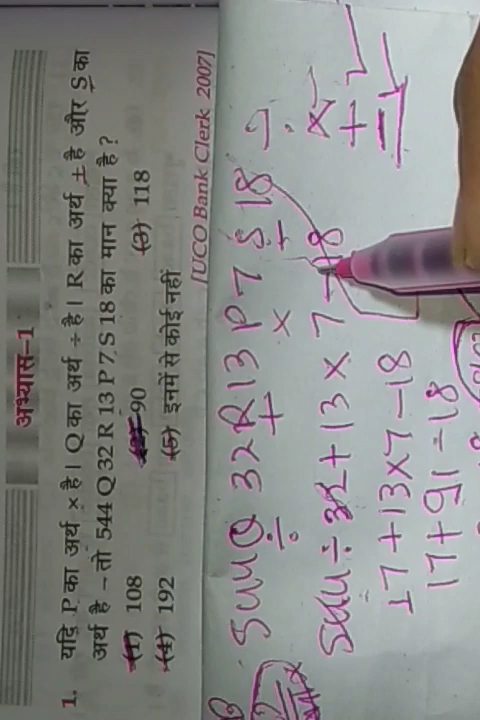 अभ्यास–1
1. यदि P का अर्थ × है। Q का अर्थ ÷ है। R का अर्थ + है और S का
अर्थ है – तो 544 Q 32 R 13 P 7 S 18 का मान क्या है ?
(1) 108 (2) 90 (3) 118
(4) 192 (5) इनमें से कोई नहीं
[UCO Bank Clerk 2007]
544 Q 32 R 13 P 7 S 18
÷ + × –
544 ÷ 32 + 13 × 7 – 18
17 + 13 × 7 – 18
17 + 91 – 18